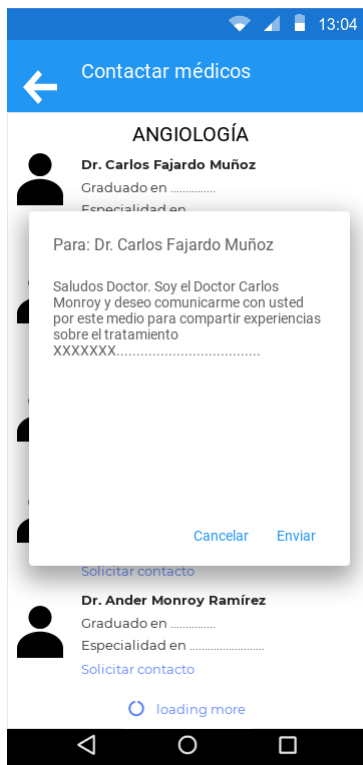 13:04
Contactar médicos
ANGIOLOGÍA
Dr. Carlos Fajardo Muñoz
Graduado en ...............
Especialidad en
Para: Dr. Carlos Fajardo Muñoz
Saludos Doctor. Soy el Doctor Carlos
Monroy y deseo comunicarme con usted
por este medio para compartir experiencias
sobre el tratamiento
XXXXXXX....................................
Cancelar Enviar
Solicitar contacto
Dr. Ander Monroy Ramírez
Graduado en ...............
Especialidad en .........................
Solicitar contacto
loading more